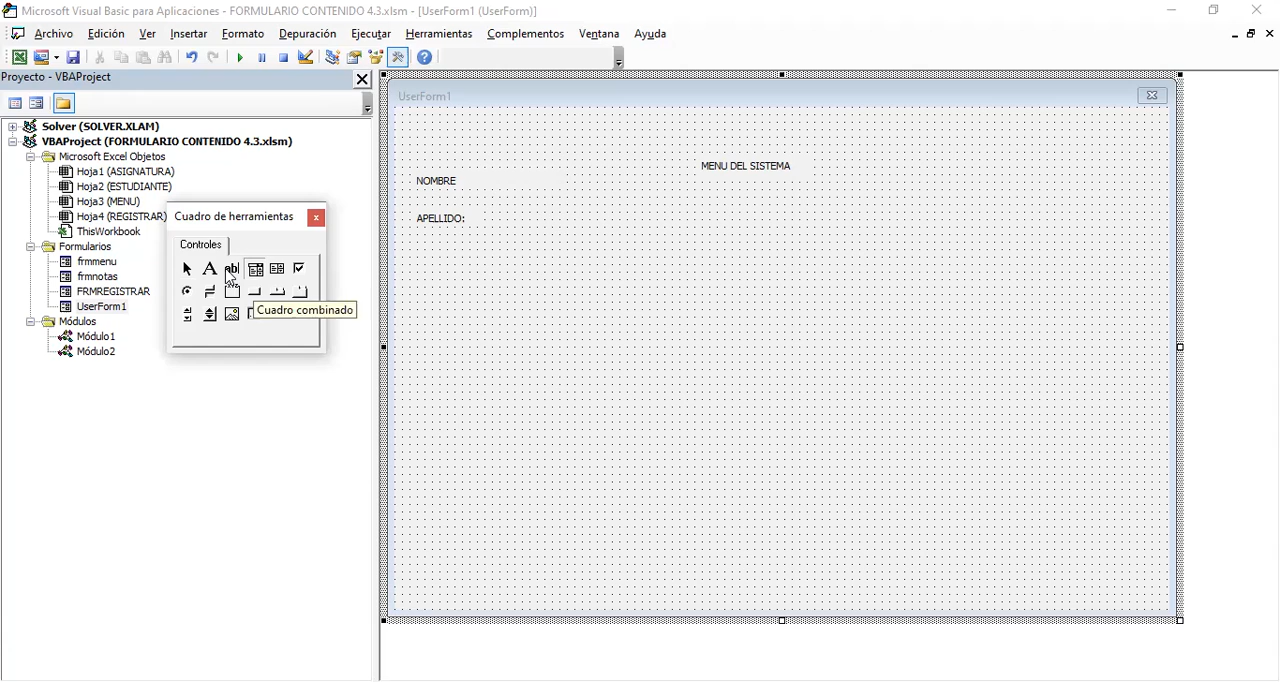 Microsoft Visual Basic para Aplicaciones - FORMULARIO CONTENIDO 4.3.xlsm - [UserForm1 (UserForm)]
Archivo Edición Ver Insertar Formato Depuración Ejecutar Herramientas Complementos Ventana Ayuda
Proyecto - VBAProject
Solver (SOLVER.XLAM)
VBAProject (FORMULARIO CONTENIDO 4.3.xlsm)
Microsoft Excel Objetos
Hoja1 (ASIGNATURA)
Hoja2 (ESTUDIANTE)
Hoja3 (MENU)
Hoja4 (REGISTRAR)
ThisWorkbook
Formularios
frmmenu
frmnotas
FRMREGISTRAR
UserForm1
Módulos
Módulo1
Módulo2
Cuadro de herramientas
Controles
A ab
Cuadro combinado
UserForm1
MENU DEL SISTEMA
NOMBRE
APELLIDO: